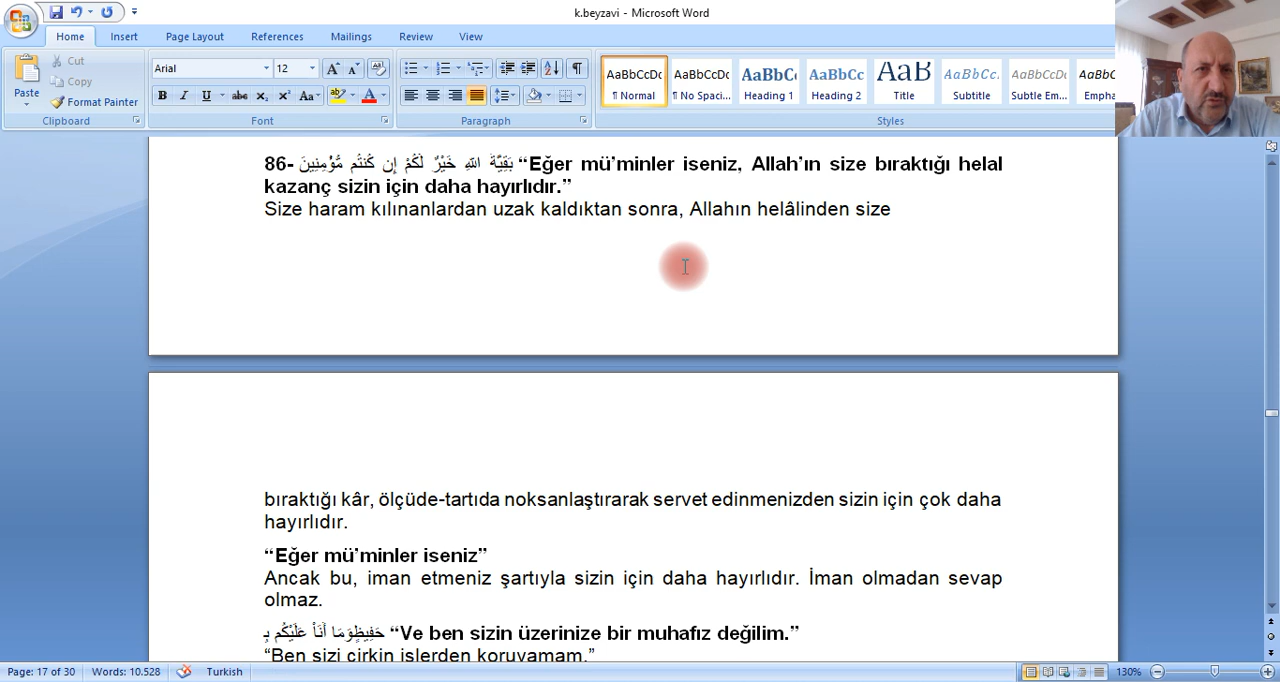 k.beyzavi - Microsoft Word
Home Insert Page Layout References Mailings Review View
Paste
Cut
Copy
Format Painter
Clipboard
Arial 12
Font
Paragraph
AaBbCcDc AaBbCcDc AaBbC AaBbCc AaB AaBbCc. AaBbCcDc AaBbC
¶ Normal ¶ No Spaci... Heading 1 Heading 2 Title Subtitle Subtle Em... Empha
Styles
86- بَقِيَّةُ اللّهِ خَيْرٌ لَّكُمْ إِن كُنتُم مُّؤْمِنِينَ “Eğer mü’minler iseniz, Allah’ın size bıraktığı helal
kazanç sizin için daha hayırlıdır.”
Size haram kılınanlardan uzak kaldıktan sonra, Allahın helâlinden size
bıraktığı kâr, ölçüde-tartıda noksanlaştırarak servet edinmenizden sizin için çok daha
hayırlıdır.
“Eğer mü’minler iseniz”
Ancak bu, iman etmeniz şartıyla sizin için daha hayırlıdır. İman olmadan sevap
olmaz.
حَفِيظٍوَمَا أَنَاْ عَلَيْكُم بِ “Ve ben sizin üzerinize bir muhafız değilim.”
“Ben sizi çirkin işlerden koruyamam.”
Page: 17 of 30 Words: 10.528 Turkish 130%